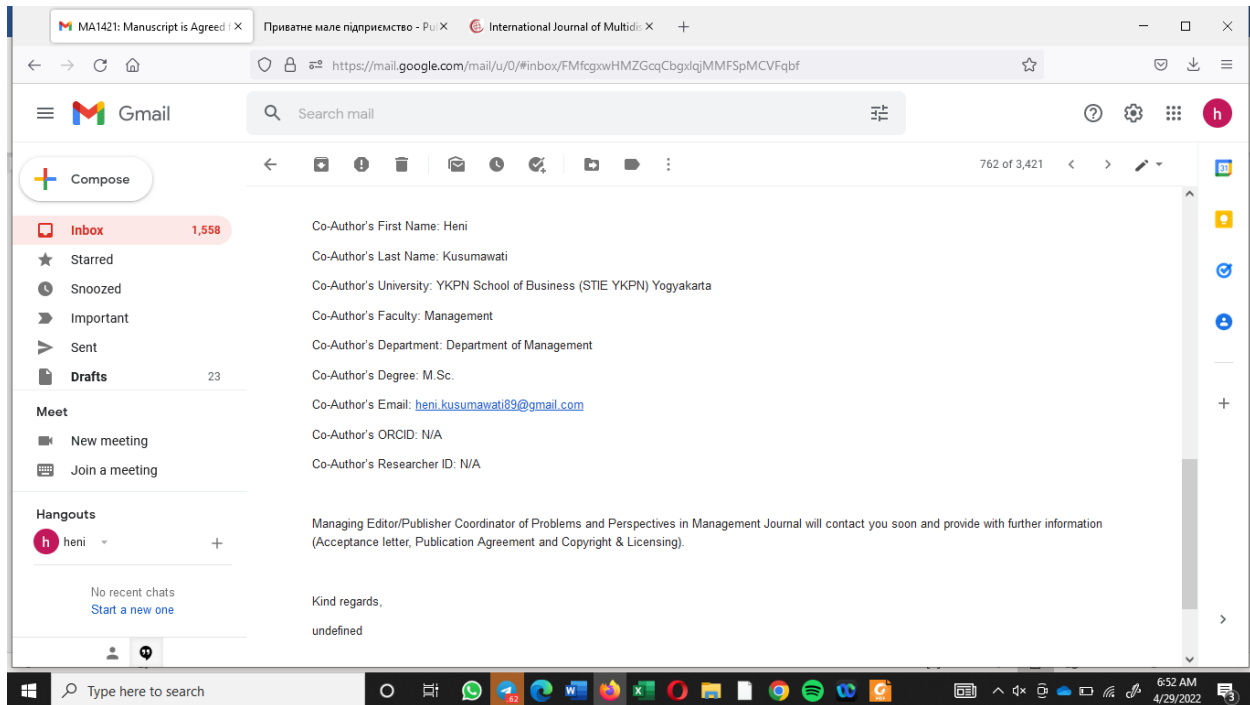 MA1421: Manuscript is Agreed f
Приватне мале підприємство - Pu
International Journal of Multidis
https://mail.google.com/mail/u/0/#inbox/FMfcgxwHMZGcqCbgxlqjMMFSpMCVFqbf
Gmail
Search mail
h
Compose
762 of 3,421
31
Inbox 1,558
Starred
Snoozed
Important
Sent
Drafts 23
Meet
New meeting
Join a meeting
Hangouts
h heni
No recent chats
Start a new one
Co-Author's First Name: Heni
Co-Author's Last Name: Kusumawati
Co-Author's University: YKPN School of Business (STIE YKPN) Yogyakarta
Co-Author's Faculty: Management
Co-Author's Department: Department of Management
Co-Author's Degree: M.Sc.
Co-Author's Email: heni.kusumawati89@gmail.com
Co-Author's ORCID: N/A
Co-Author's Researcher ID: N/A
Managing Editor/Publisher Coordinator of Problems and Perspectives in Management Journal will contact you soon and provide with further information
(Acceptance letter, Publication Agreement and Copyright & Licensing).
Kind regards,
undefined
Type here to search
62
6:52 AM
4/29/2022
3